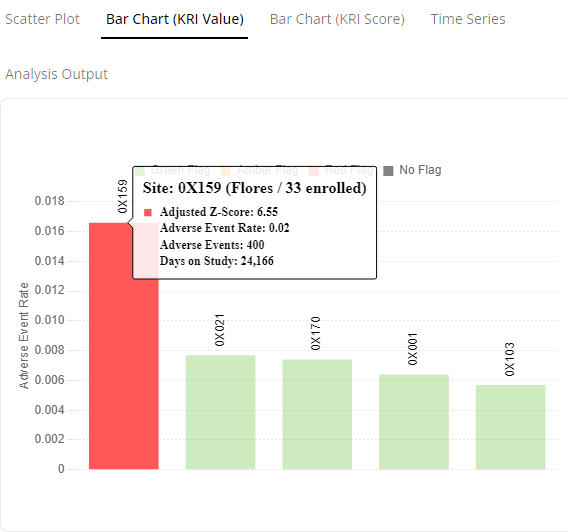 Scatter Plot Bar Chart (KRI Value) Bar Chart (KRI Score) Time Series
Analysis Output
Green Flag Amber Flag Red Flag No Flag
Site: 0X159 (Flores / 33 enrolled)
Adjusted Z-Score: 6.55
Adverse Event Rate: 0.02
Adverse Events: 400
Days on Study: 24,166
0.018
0.016
0.014
0.012
0.010
0.008
0.006
0.004
0.002
0
Adverse Event Rate
0X159
0X021
0X170
0X001
0X103